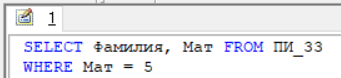 1
SELECT Фамилия, Мат FROM ПИ_33
WHERE Мат = 5